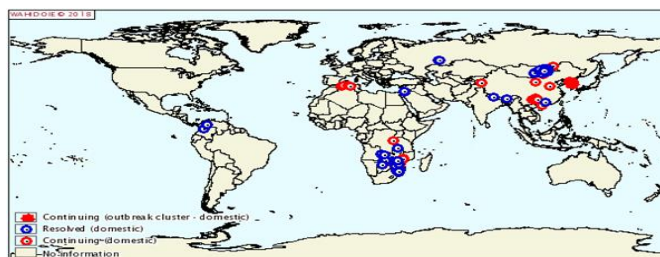 WAHID©OIE© 2018
Continuing (outbreak cluster - domestic)
Resolved (domestic)
Continuing (domestic)
No information